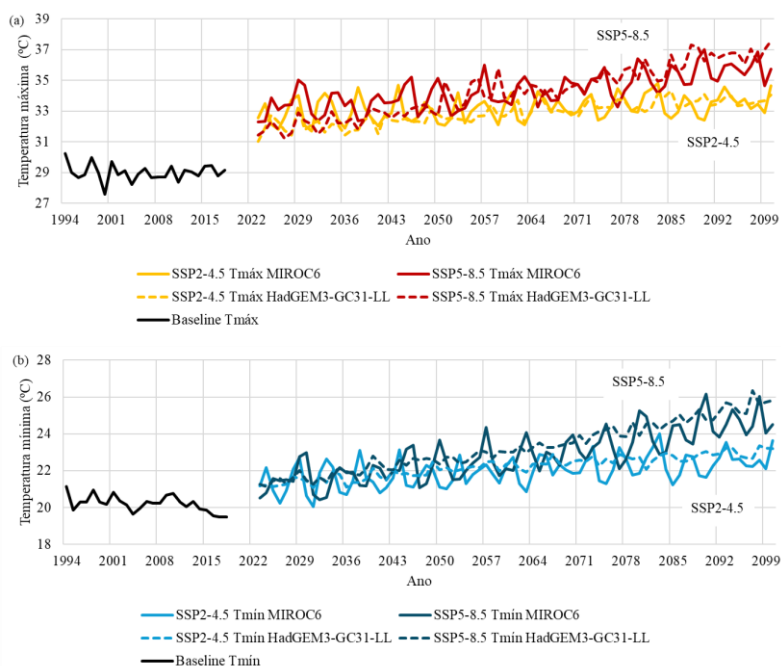 (a)
39
37
35
33
31
29
27
Temperatura máxima (ºC)
SSP5-8.5
SSP2-4.5
1994 2001 2008 2015 2022 2029 2036 2043 2050 2057 2064 2071 2078 2085 2092 2099
Ano
SSP2-4.5 Tmáx MIROC6 SSP5-8.5 Tmáx MIROC6
SSP2-4.5 Tmáx HadGEM3-GC31-LL SSP5-8.5 Tmáx HadGEM3-GC31-LL
Baseline Tmáx
(b)
28
26
24
22
20
18
Temperatura mínima (ºC)
SSP5-8.5
SSP2-4.5
1994 2001 2008 2015 2022 2029 2036 2043 2050 2057 2064 2071 2078 2085 2092 2099
Ano
SSP2-4.5 Tmín MIROC6 SSP5-8.5 Tmín MIROC6
SSP2-4.5 Tmín HadGEM3-GC31-LL SSP5-8.5 Tmín HadGEM3-GC31-LL
Baseline Tmín